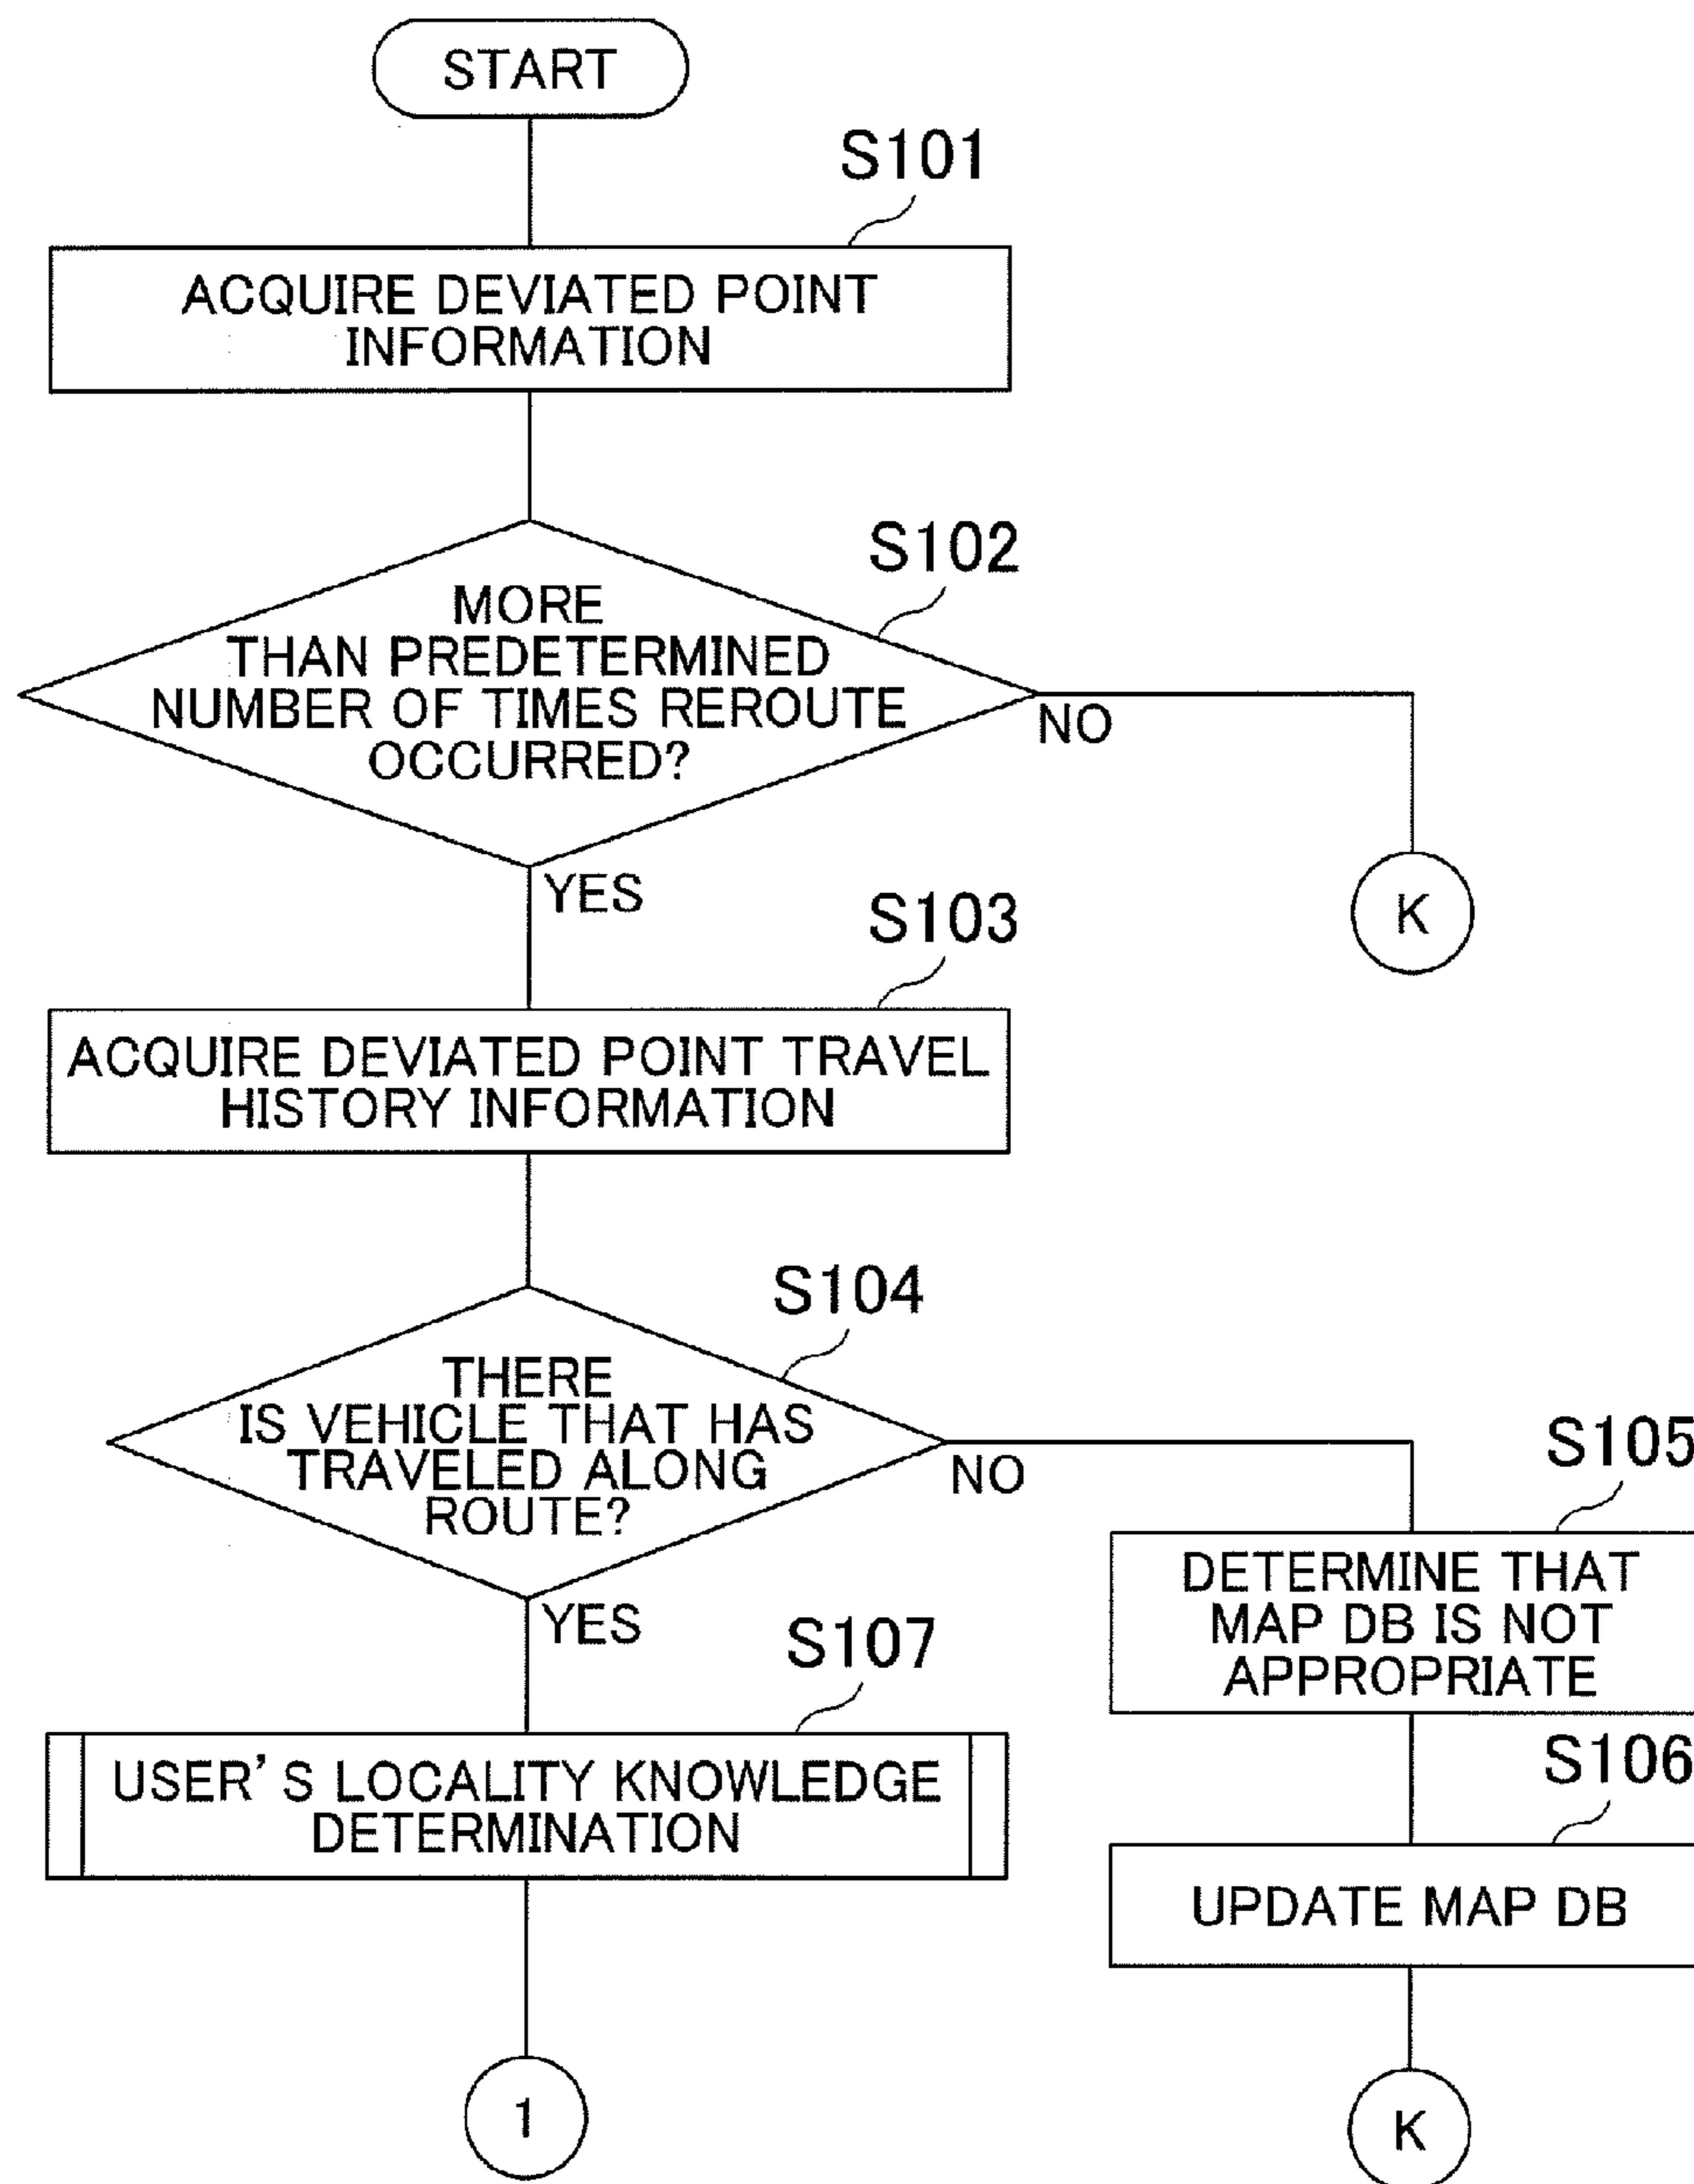 START
S101
ACQUIRE DEVIATED POINT
INFORMATION
S102
MORE
THAN PREDETERMINED
NUMBER OF TIMES REROUTE
OCCURRED?
NO
YES
K
S103
ACQUIRE DEVIATED POINT TRAVEL
HISTORY INFORMATION
S104
THERE
IS VEHICLE THAT HAS
TRAVELED ALONG
ROUTE?
NO
YES
S105
DETERMINE THAT
MAP DB IS NOT
APPROPRIATE
S107
USER'S LOCALITY KNOWLEDGE
DETERMINATION
S106
UPDATE MAP DB
1
K